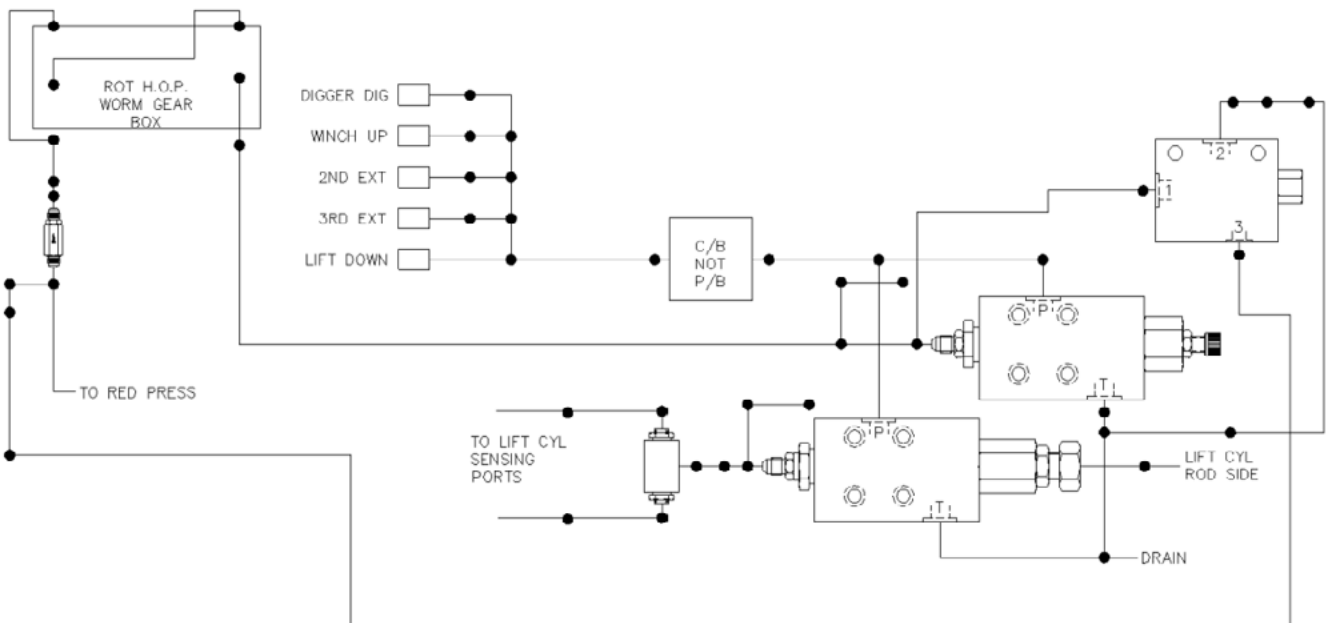 ROT H.O.P.
WORM GEAR
BOX
DIGGER DIG
WINCH UP
2ND EXT
3RD EXT
LIFT DOWN
C/B
NOT
P/B
2
1
3
P
T
TO RED PRESS
TO LIFT CYL
SENSING
PORTS
P
T
LIFT CYL
ROD SIDE
DRAIN